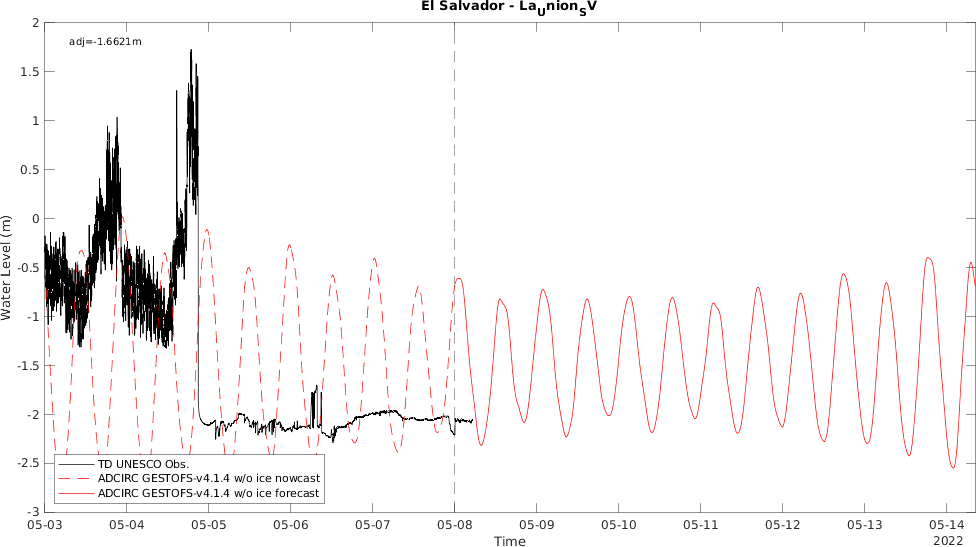 El Salvador - LaUnionSV
adj=-1.6621m
2
1.5
1
0.5
0
-0.5
-1
-1.5
-2
-2.5
-3
Water Level (m)
TD UNESCO Obs.
ADCIRC GESTOFS-v4.1.4 w/o ice nowcast
ADCIRC GESTOFS-v4.1.4 w/o ice forecast
05-03 05-04 05-05 05-06 05-07 05-08 05-09 05-10 05-11 05-12 05-13 05-14
Time
2022